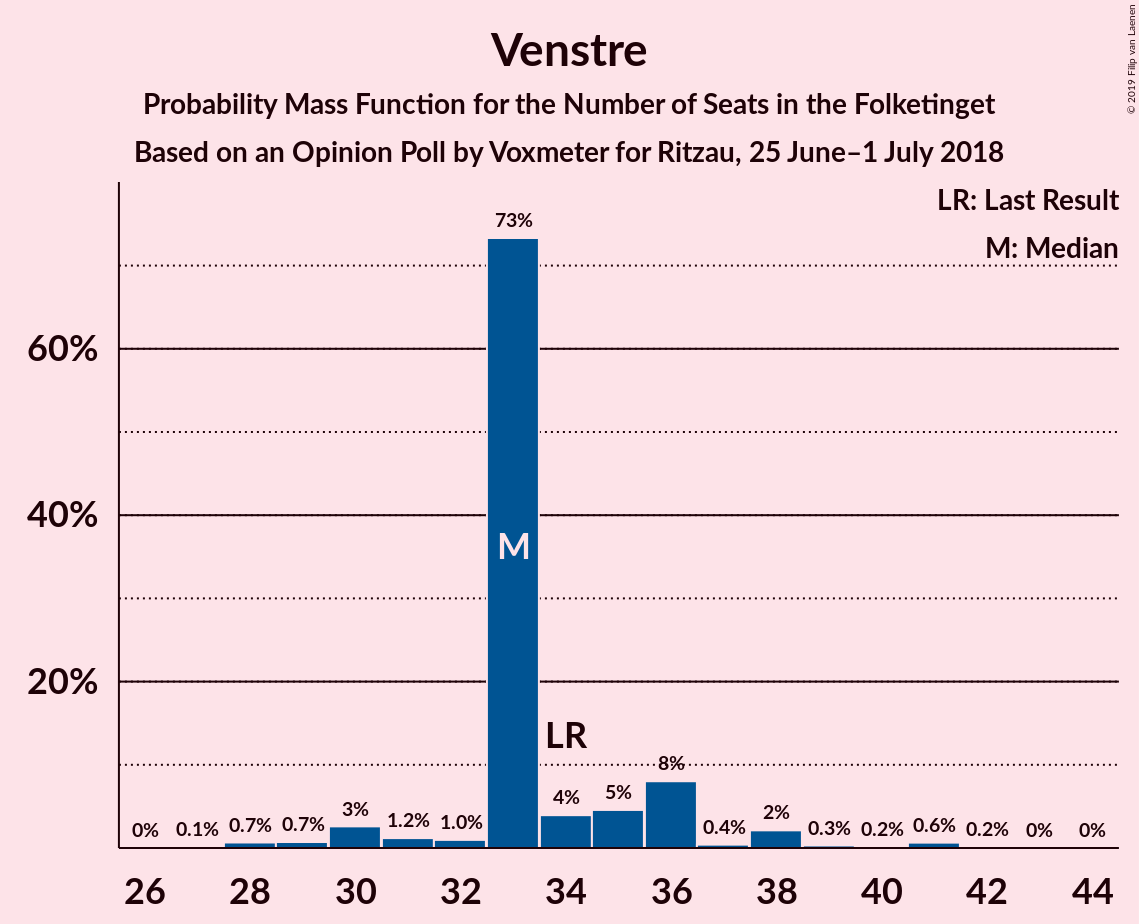 Venstre
Probability Mass Function for the Number of Seats in the Folketinget
Based on an Opinion Poll by Voxmeter for Ritzau, 25 June–1 July 2018
© 2019 Filip van Laenen
LR: Last Result
M: Median
73%
60%
40%
M
20%
LR
8%
5%
4%
3%
2%
1.2%
1.0%
0% 0.1% 0.7% 0.7% 0.4% 0.3% 0.2% 0.6% 0.2% 0% 0%
26 28 30 32 34 36 38 40 42 44